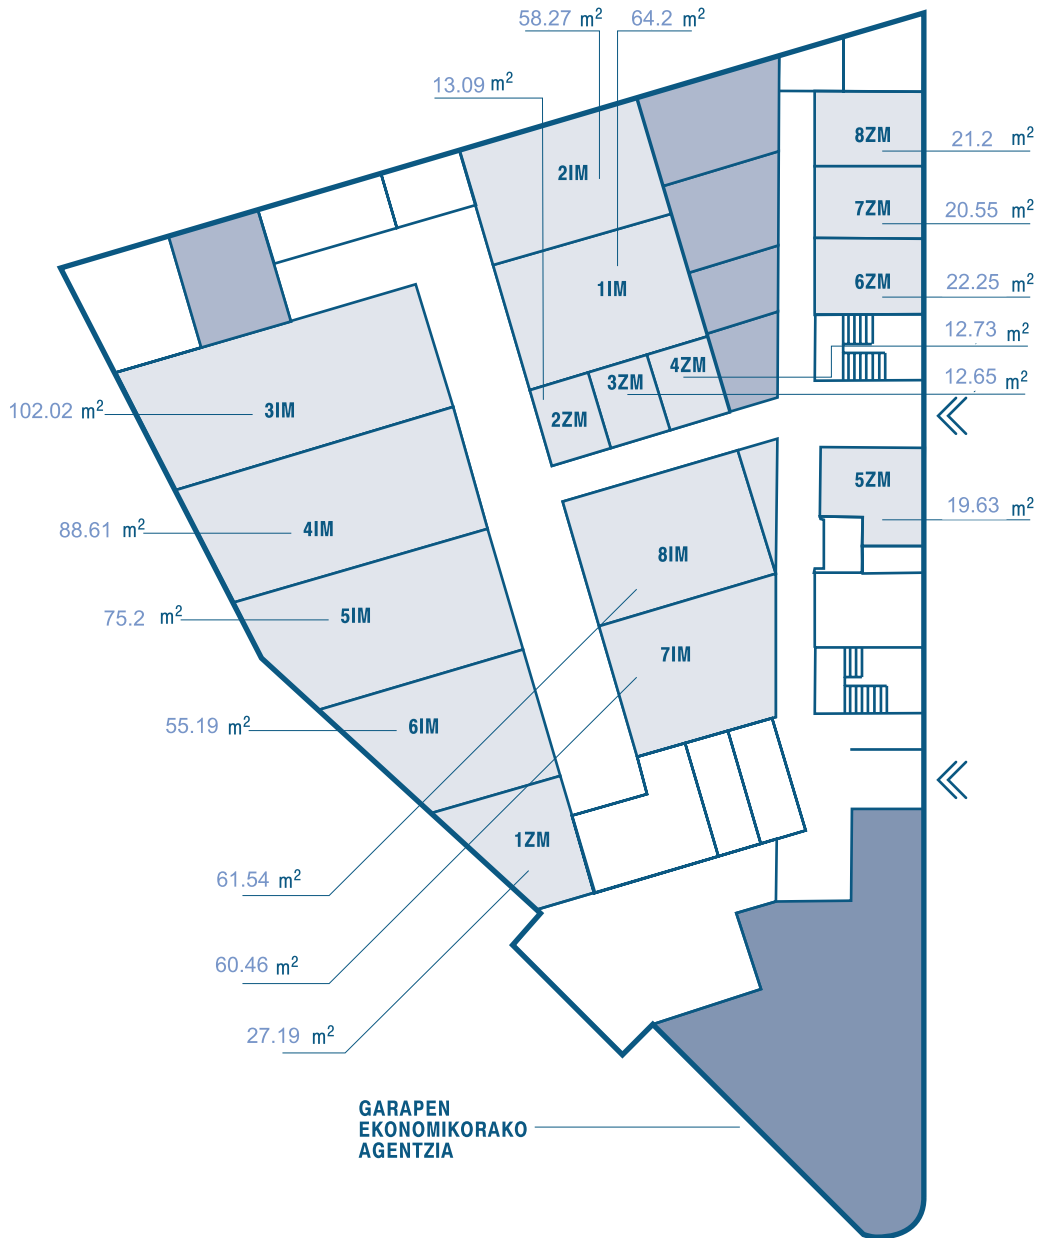 58.27 m²
64.2 m²
13.09 m²
2IM
8ZM
21.2 m²
7ZM
20.55 m²
1IM
6ZM
22.25 m²
12.73 m²
4ZM
3ZM
12.65 m²
102.02 m²
3IM
2ZM
5ZM
19.63 m²
88.61 m²
4IM
8IM
75.2 m²
5IM
7IM
55.19 m²
6IM
1ZM
61.54 m²
60.46 m²
27.19 m²
GARAPEN
EKONOMIKORAKO
AGENTZIA